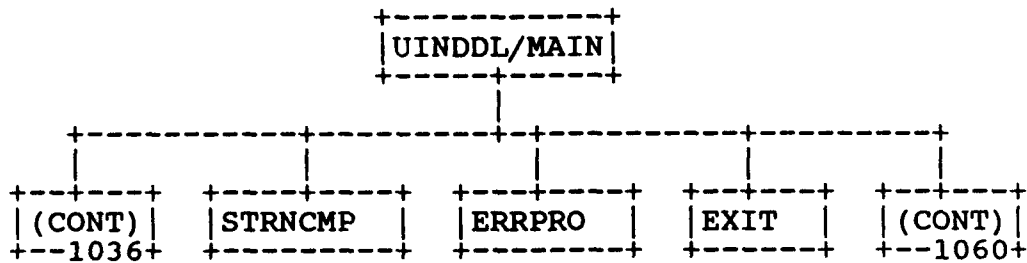 UINDDL/MAIN
(CONT) STRNCMP ERRPRO EXIT (CONT)
1036 1060